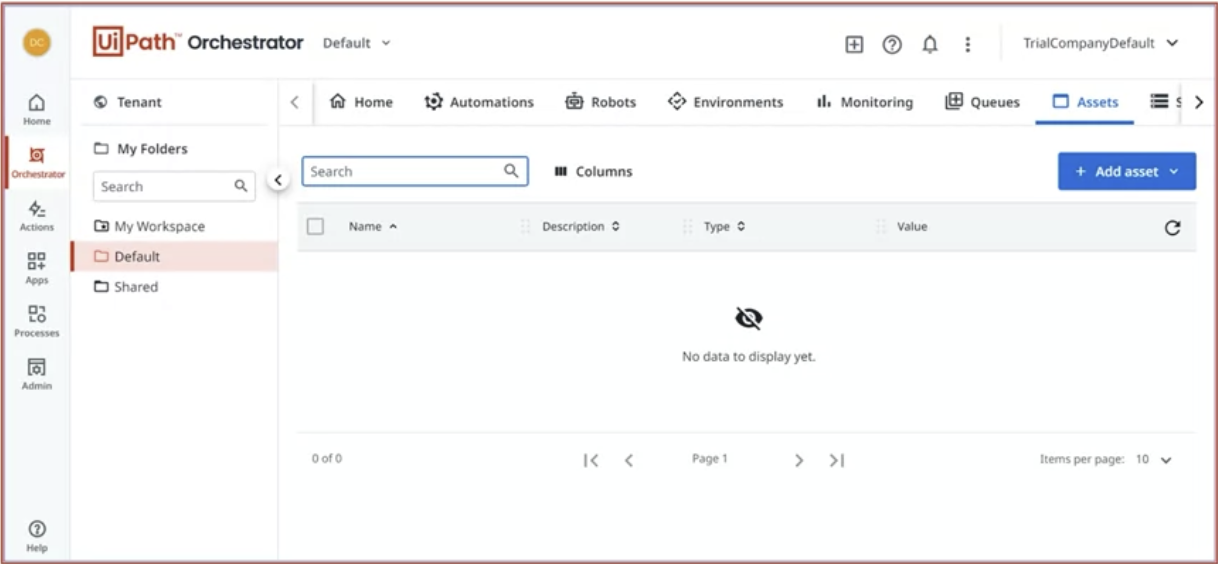 DC
UiPath™ Orchestrator Default
TrialCompanyDefault
Home
Orchestrator
Actions
Apps
Processes
Admin
Help
Tenant
My Folders
Search
My Workspace
Default
Shared
Home Automations Robots Environments Monitoring Queues Assets
Search Columns + Add asset
Name Description Type Value
No data to display yet.
0 of 0 Page 1 Items per page: 10